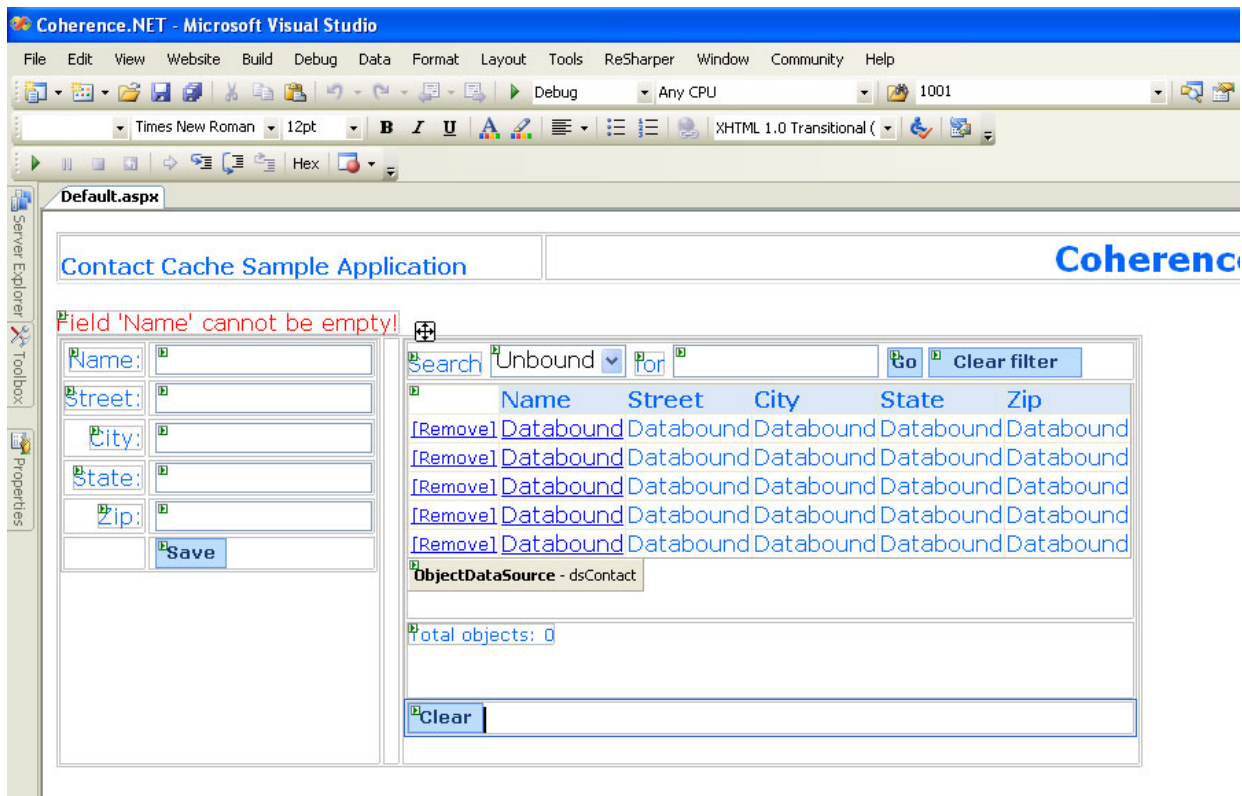 Coherence.NET - Microsoft Visual Studio
File Edit View Website Build Debug Data Format Layout Tools ReSharper Window Community Help
Debug Any CPU 1001
Times New Roman 12pt B I U A XHTML 1.0 Transitional (
Hex
Default.aspx
Server Explorer
Toolbox
Properties
Contact Cache Sample Application
Coherenc
Field 'Name' cannot be empty!
Name:
Street:
City:
State:
Zip:
Save
Search Unbound For Go Clear filter
Name Street City State Zip
[Remove] Databound Databound Databound Databound Databound
[Remove] Databound Databound Databound Databound Databound
[Remove] Databound Databound Databound Databound Databound
[Remove] Databound Databound Databound Databound Databound
[Remove] Databound Databound Databound Databound Databound
ObjectDataSource - dsContact
Total objects: 0
Clear